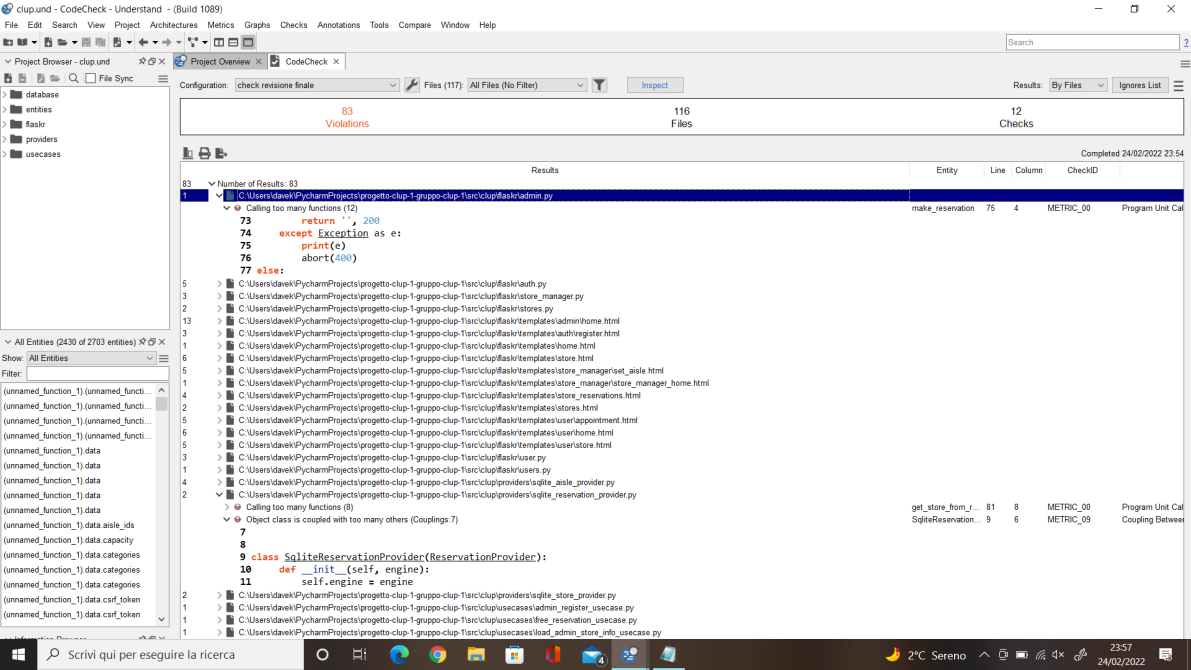 clup.und - CodeCheck - Understand - (Build 1089)
File Edit Search View Project Architectures Metrics Graphs Checks Annotations Tools Compare Window Help
Search ?
Project Browser - clup.und
File Sync
database
entities
flaskr
providers
usecases
All Entities (2430 of 2703 entities)
Show: All Entities
Filter:
(unnamed_function_1).(unnamed_functi...
(unnamed_function_1).(unnamed_functi...
(unnamed_function_1).(unnamed_functi...
(unnamed_function_1).(unnamed_functi...
(unnamed_function_1).data
(unnamed_function_1).data
(unnamed_function_1).data
(unnamed_function_1).data
(unnamed_function_1).data
(unnamed_function_1).data.aisle_ids
(unnamed_function_1).data.capacity
(unnamed_function_1).data.categories
(unnamed_function_1).data.categories
(unnamed_function_1).data.categories
(unnamed_function_1).data.csrf_token
(unnamed_function_1).data.csrf_token
Project Overview CodeCheck
Configuration: check revisione finale Files (117): All Files (No Filter) Inspect Results: By Files Ignores List
83 116 12
Violations Files Checks
Completed 24/02/2022 23:54
Results Entity Line Column CheckID
83 Number of Results: 83
1 C:\Users\davek\PycharmProjects\progetto-clup-1-gruppo-clup-1\src\clup\flaskr\admin.py
Calling too many functions (12) make_reservation 75 4 METRIC_00 Program Unit Cal
73 return '', 200
74 except Exception as e:
75 print(e)
76 abort(400)
77 else:
5 C:\Users\davek\PycharmProjects\progetto-clup-1-gruppo-clup-1\src\clup\flaskr\auth.py
3 C:\Users\davek\PycharmProjects\progetto-clup-1-gruppo-clup-1\src\clup\flaskr\store_manager.py
2 C:\Users\davek\PycharmProjects\progetto-clup-1-gruppo-clup-1\src\clup\flaskr\stores.py
13 C:\Users\davek\PycharmProjects\progetto-clup-1-gruppo-clup-1\src\clup\flaskr\templates\admin\home.html
3 C:\Users\davek\PycharmProjects\progetto-clup-1-gruppo-clup-1\src\clup\flaskr\templates\auth\register.html
1 C:\Users\davek\PycharmProjects\progetto-clup-1-gruppo-clup-1\src\clup\flaskr\templates\home.html
6 C:\Users\davek\PycharmProjects\progetto-clup-1-gruppo-clup-1\src\clup\flaskr\templates\store.html
5 C:\Users\davek\PycharmProjects\progetto-clup-1-gruppo-clup-1\src\clup\flaskr\templates\store_manager\set_aisle.html
1 C:\Users\davek\PycharmProjects\progetto-clup-1-gruppo-clup-1\src\clup\flaskr\templates\store_manager\store_manager_home.html
4 C:\Users\davek\PycharmProjects\progetto-clup-1-gruppo-clup-1\src\clup\flaskr\templates\store_reservations.html
2 C:\Users\davek\PycharmProjects\progetto-clup-1-gruppo-clup-1\src\clup\flaskr\templates\stores.html
5 C:\Users\davek\PycharmProjects\progetto-clup-1-gruppo-clup-1\src\clup\flaskr\templates\user\appointment.html
6 C:\Users\davek\PycharmProjects\progetto-clup-1-gruppo-clup-1\src\clup\flaskr\templates\user\home.html
5 C:\Users\davek\PycharmProjects\progetto-clup-1-gruppo-clup-1\src\clup\flaskr\templates\user\store.html
3 C:\Users\davek\PycharmProjects\progetto-clup-1-gruppo-clup-1\src\clup\flaskr\user.py
1 C:\Users\davek\PycharmProjects\progetto-clup-1-gruppo-clup-1\src\clup\flaskr\users.py
4 C:\Users\davek\PycharmProjects\progetto-clup-1-gruppo-clup-1\src\clup\providers\sqlite_aisle_provider.py
2 C:\Users\davek\PycharmProjects\progetto-clup-1-gruppo-clup-1\src\clup\providers\sqlite_reservation_provider.py
Calling too many functions (8) get_store_from_r... 81 8 METRIC_00 Program Unit Cal
Object class is coupled with too many others (Couplings:7) SqliteReservation... 9 6 METRIC_09 Coupling Between
7
8
9 class SqliteReservationProvider(ReservationProvider):
10 def __init__(self, engine):
11 self.engine = engine
2 C:\Users\davek\PycharmProjects\progetto-clup-1-gruppo-clup-1\src\clup\providers\sqlite_store_provider.py
1 C:\Users\davek\PycharmProjects\progetto-clup-1-gruppo-clup-1\src\clup\usecases\admin_register_usecase.py
1 C:\Users\davek\PycharmProjects\progetto-clup-1-gruppo-clup-1\src\clup\usecases\free_reservation_usecase.py
1 C:\Users\davek\PycharmProjects\progetto-clup-1-gruppo-clup-1\src\clup\usecases\load_admin_store_info_usecase.py
Scrivi qui per eseguire la ricerca
4
2°C Sereno
23:57
24/02/2022